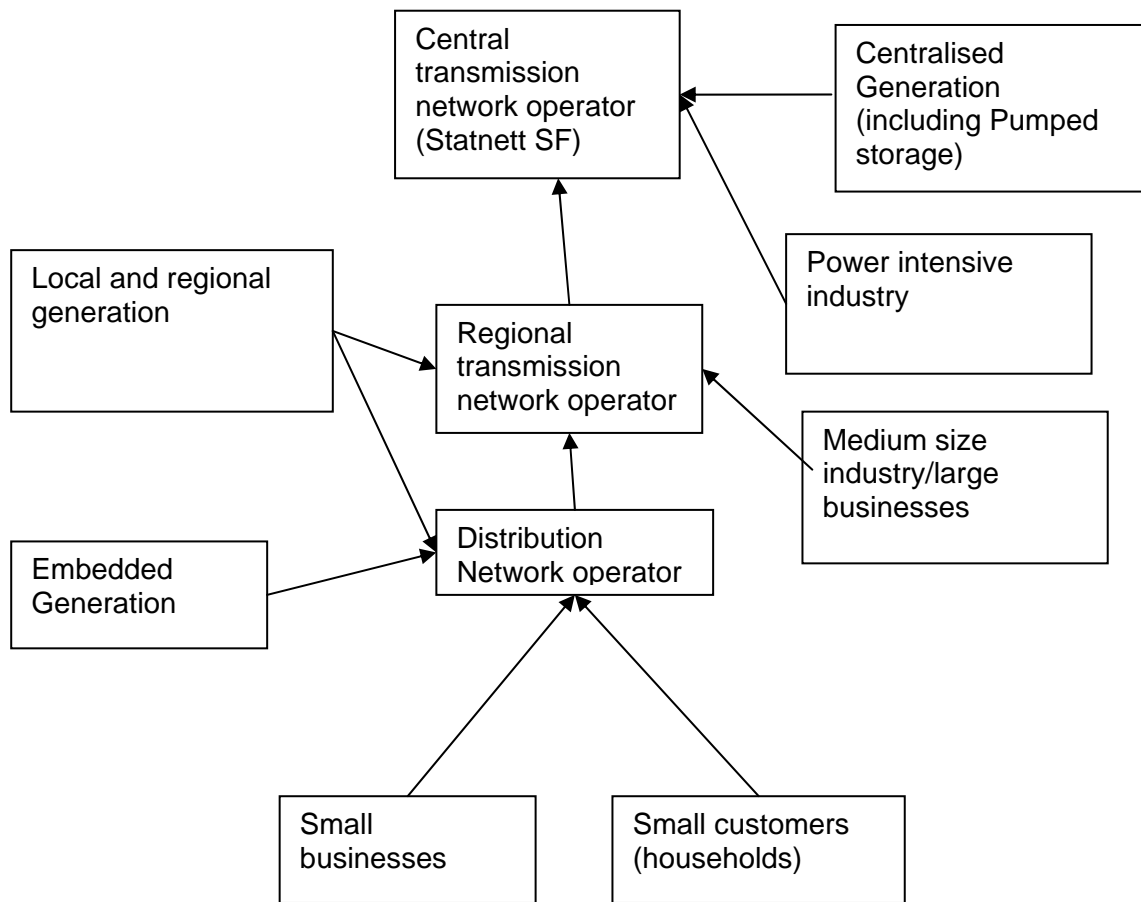 Central
transmission
network operator
(Statnett SF)
Centralised
Generation
(including Pumped
storage)
Local and regional
generation
Power intensive
industry
Regional
transmission
network operator
Medium size
industry/large
businesses
Distribution
Network operator
Embedded
Generation
Small
businesses
Small customers
(households)